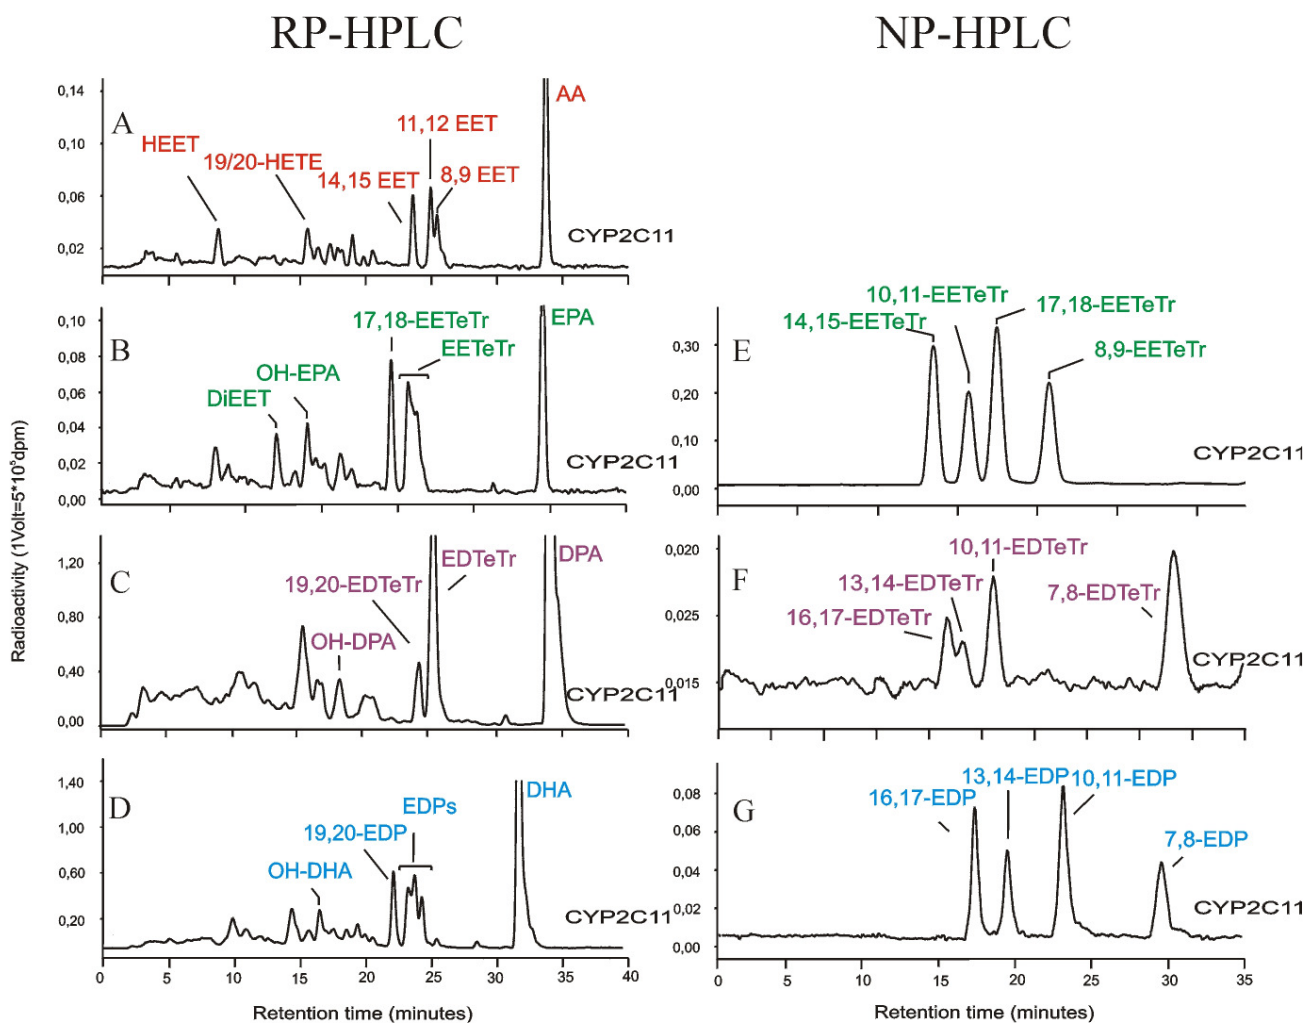 RP-HPLC
NP-HPLC
Radioactivity (1Volt=5*10⁵dpm)
A
0,14
0,10
0,06
0,02
HEET
19/20-HETE
14,15 EET
11,12 EET
8,9 EET
AA
CYP2C11
B
0,10
0,08
0,06
0,04
0,02
0,00
DiEET
OH-EPA
17,18-EETeTr
EETeTr
EPA
CYP2C11
C
1,20
0,80
0,40
0,00
OH-DPA
19,20-EDTeTr
EDTeTr
DPA
CYP2C11
D
1,40
1,00
0,60
0,20
OH-DHA
19,20-EDP
EDPs
DHA
CYP2C11
0 5 10 15 20 25 30 35 40
Retention time (minutes)
E
0,30
0,20
0,10
0,00
14,15-EETeTr
10,11-EETeTr
17,18-EETeTr
8,9-EETeTr
CYP2C11
F
0,020
0,025
0,015
16,17-EDTeTr
13,14-EDTeTr
10,11-EDTeTr
7,8-EDTeTr
CYP2C11
G
0,08
0,06
0,04
0,02
0,00
16,17-EDP
13,14-EDP
10,11-EDP
7,8-EDP
CYP2C11
0 5 10 15 20 25 30 35
Retention time (minutes)